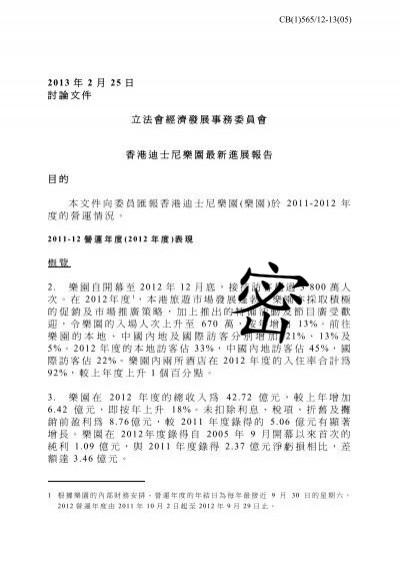 CB(1)565/12-13(05)
2013 年 2 月 25 日
討論文件
立法會經濟發展事務委員會
香港迪士尼樂園最新進展報告
目的
本文件向委員匯報香港迪士尼樂園(樂園)於 2011-2012 年
度的營運情況。
2011-12 營運年度(2012 年度)表現
概覽
2. 樂園自開幕至 2012 年 12 月底，接 800 萬人
次。在 2012年度1，本港旅遊市場發展 樂園 採取積極
的促銷及市場推廣策略，加上推出的 動及節目廣受歡
迎，令樂園的入場人次上升至 670 萬， 年增 13%。前往
樂園的本地、中國內地及國際訪客分別增加 21%、13%及
5%。2012年度的本地訪客佔 33%，中國內地訪客佔 45%，國
際訪客佔 22%。樂園內兩所酒店在 2012年度的入住率合計為
92%，較上年度上升 1 個百分點。
密
3. 樂園在 2012 年度的總收入為 42.72 億元，較上年增加
6.42 億元，即按年上升 18%。未扣除利息、稅項、折舊及攤
銷前盈利為 8.76億元，較 2011 年度錄得的 5.06 億元有顯著
增長。樂園在 2012年度錄得自 2005 年 9 月開幕以來首次的
純利 1.09 億元，與 2011 年度錄得 2.37 億元淨虧損相比，差
額達 3.46 億元。
1 根據樂園的內部財務安排，營運年度的年結日為每年最接近 9 月 30 日的星期六。
2012 營運年度由 2011 年 10 月 2 日起至 2012 年 9 月 29 日止。